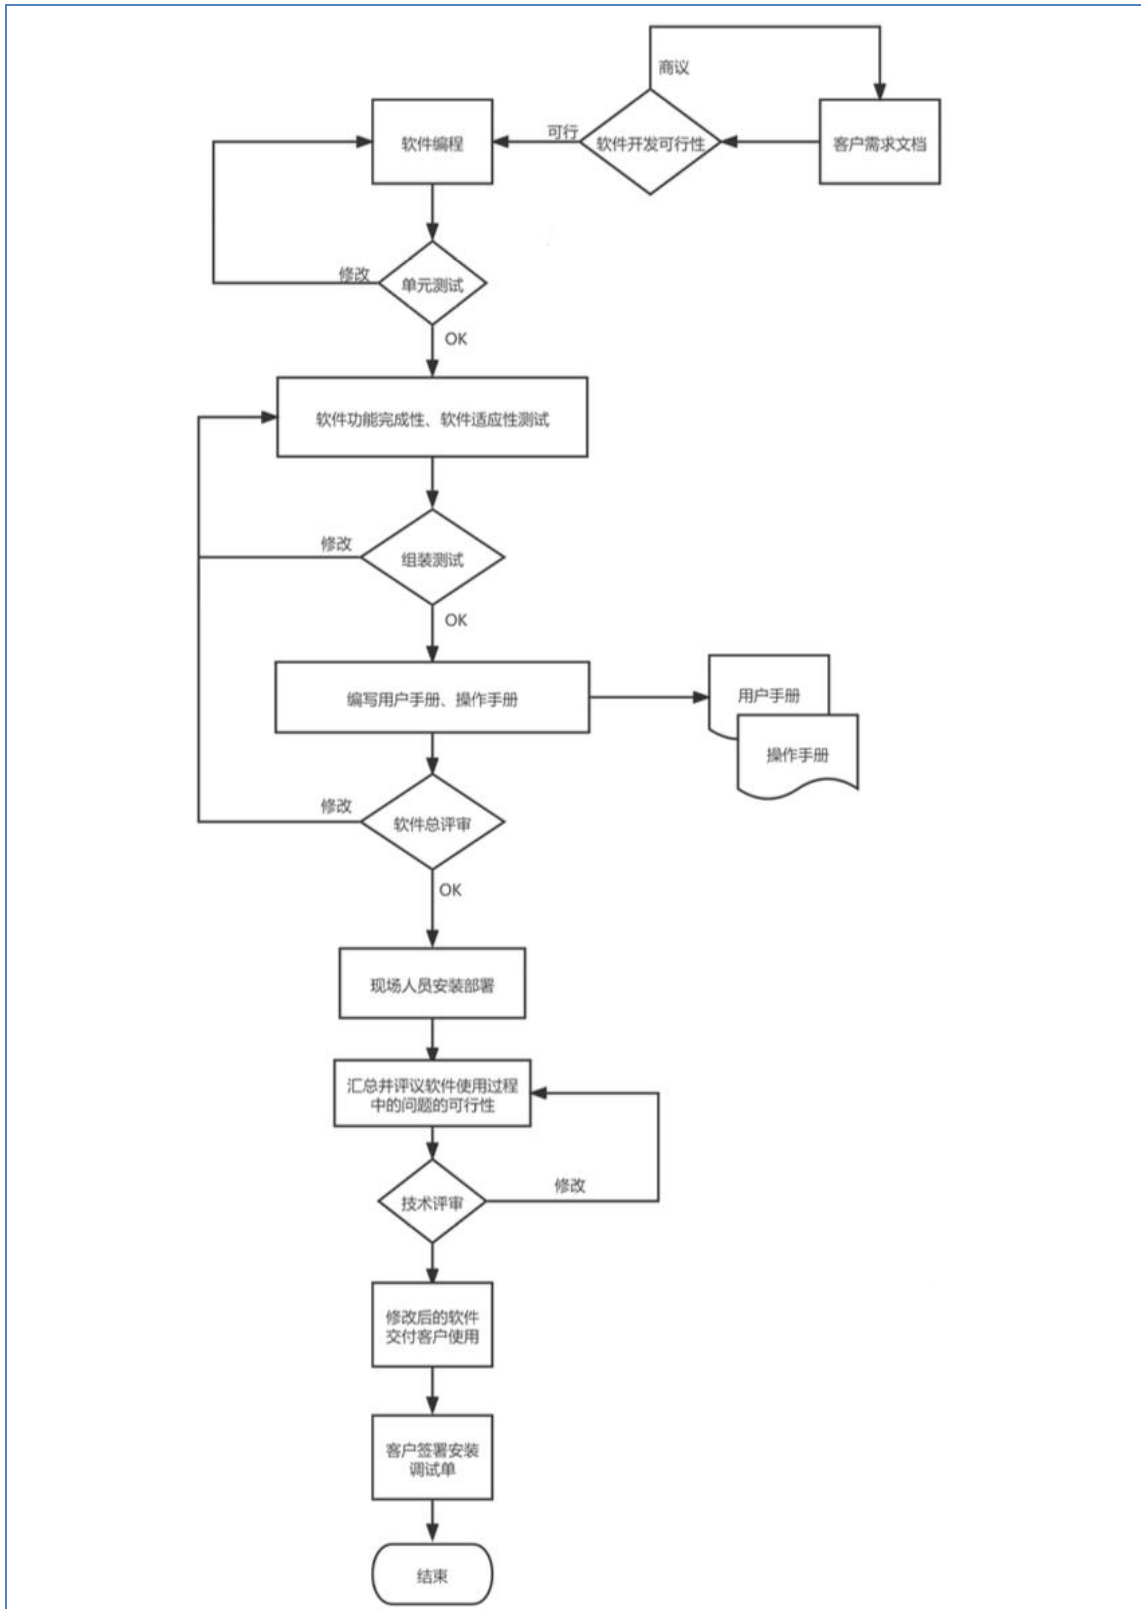 商议
软件编程
可行
软件开发可行性
客户需求文档
修改
单元测试
OK
软件功能完成性、软件适应性测试
修改
组装测试
OK
编写用户手册、操作手册
用户手册
操作手册
修改
软件总评审
OK
现场人员安装部署
汇总并评议软件使用过程
中的问题的可行性
技术评审
修改
修改后的软件
交付客户使用
客户签署安装
调试单
结束